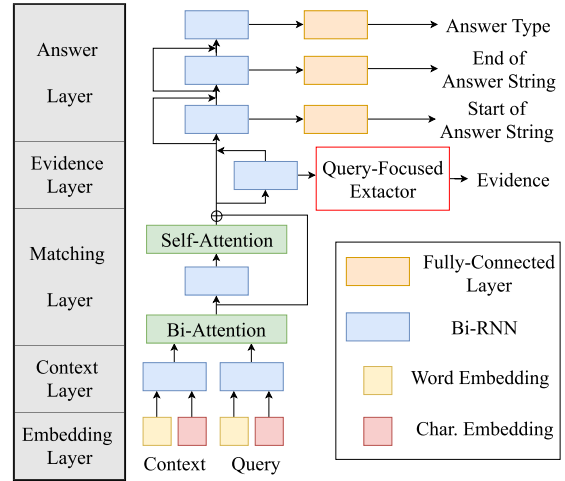 Answer
Layer
Evidence
Layer
Matching
Layer
Context
Layer
Embedding
Layer
Answer Type
End of
Answer String
Start of
Answer String
Query-Focused
Extactor
Evidence
Self-Attention
Bi-Attention
Context
Query
Fully-Connected
Layer
Bi-RNN
Word Embedding
Char. Embedding